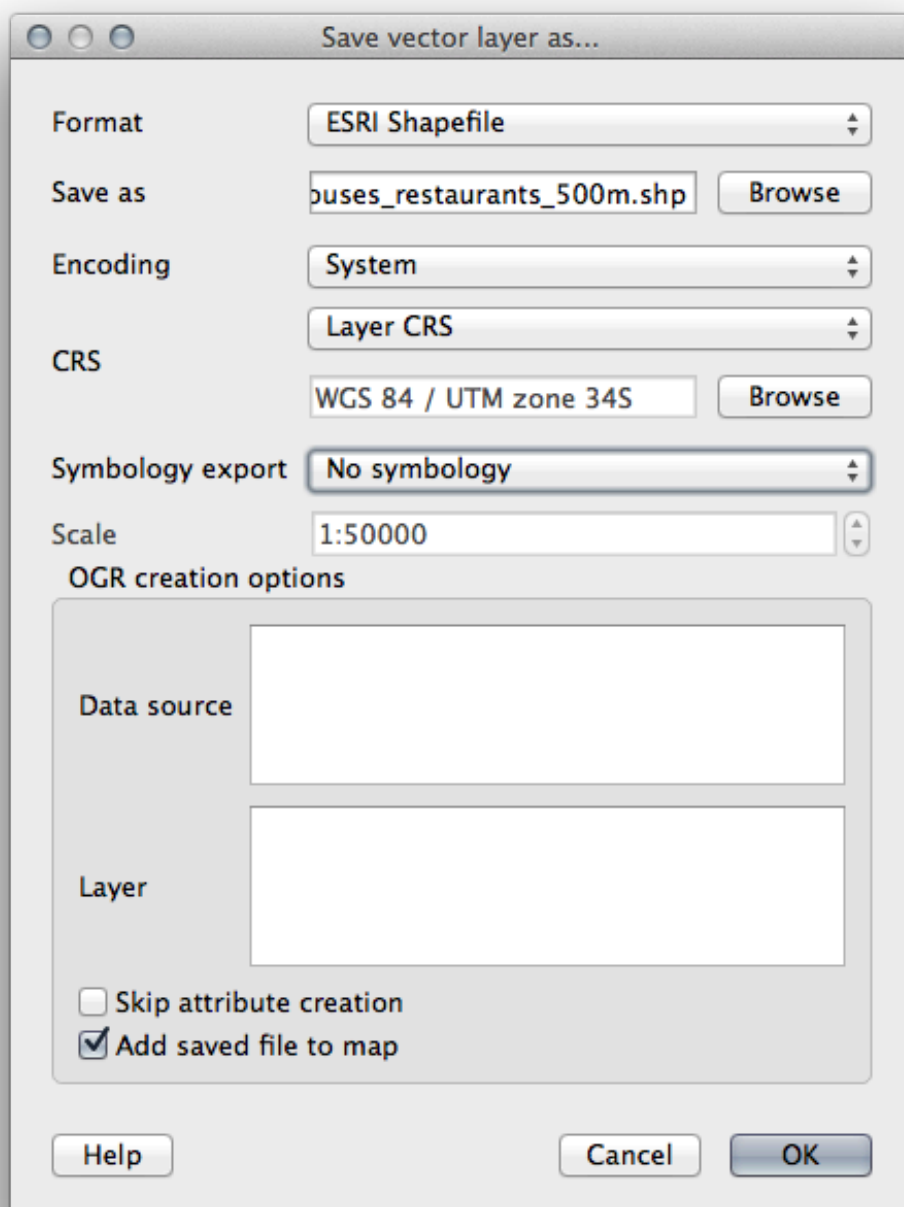 Save vector layer as...
Format ESRI Shapefile
Save as ouses_restaurants_500m.shp Browse
Encoding System
Layer CRS
CRS
WGS 84 / UTM zone 34S Browse
Symbology export No symbology
Scale 1:50000
OGR creation options
Data source
Layer
Skip attribute creation
Add saved file to map
Help Cancel OK